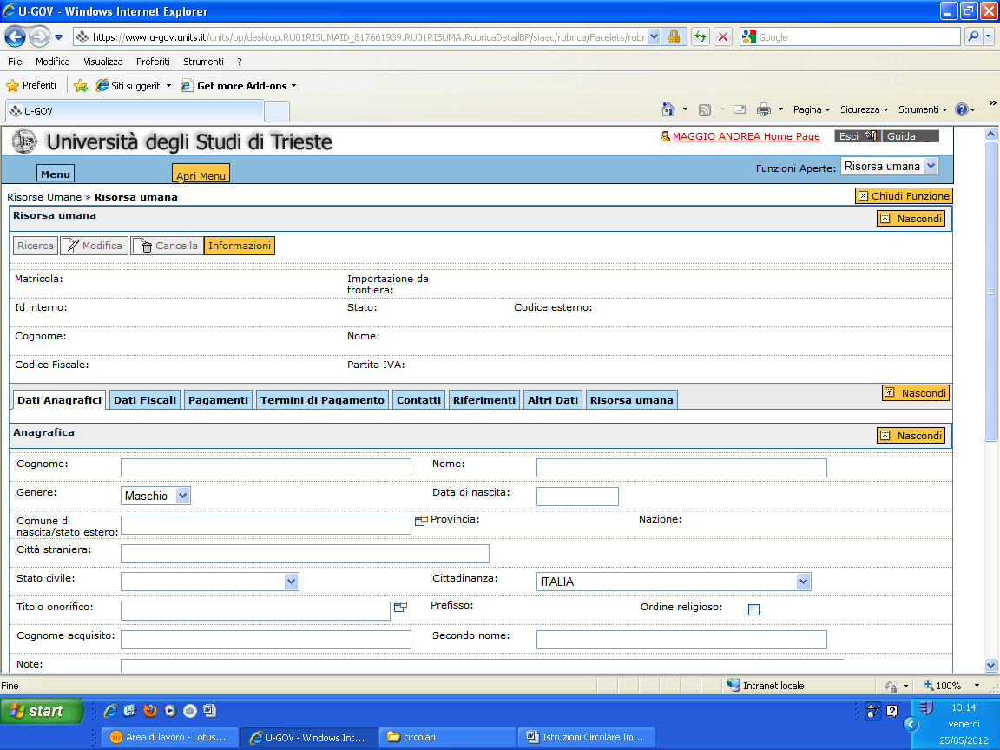 U-GOV - Windows Internet Explorer
https://www.u-gov.units.it/units/bp/desktop.RU01RISUMAID_817661939.RU01RISUMA.RubricaDetailBP/siaac/rubrica/Facelets/rubr
Google
File Modifica Visualizza Preferiti Strumenti ?
Preferiti Siti suggeriti Get more Add-ons
U-GOV Pagina Sicurezza Strumenti »
Università degli Studi di Trieste MAGGIO ANDREA Home Page Esci Guida
Menu Apri Menu Funzioni Aperte: Risorsa umana
Risorse Umane » Risorsa umana Chiudi Funzione
Risorsa umana Nascondi
Ricerca Modifica Cancella Informazioni
Matricola: Importazione da
frontiera:
Id interno: Stato: Codice esterno:
Cognome: Nome:
Codice Fiscale: Partita IVA:
Dati Anagrafici Dati Fiscali Pagamenti Termini di Pagamento Contatti Riferimenti Altri Dati Risorsa umana Nascondi
Anagrafica Nascondi
Cognome: Nome:
Genere: Maschio Data di nascita:
Comune di
nascita/stato estero: Provincia: Nazione:
Città straniera:
Stato civile: Cittadinanza: ITALIA
Titolo onorifico: Prefisso: Ordine religioso:
Cognome acquisito: Secondo nome:
Note:
Fine Intranet locale 100%
start 13.14
venerdì
Area di lavoro - Lotus... U-GOV - Windows Int... circolari Istruzioni Circolare Im...
25/05/2012